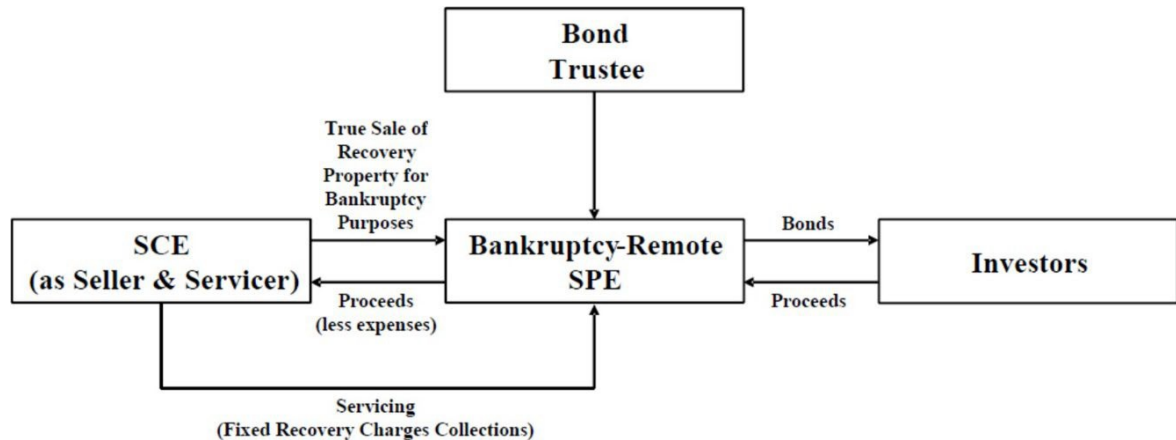 Bond
Trustee
True Sale of
Recovery
Property for
Bankruptcy
Purposes
SCE
(as Seller & Servicer)
Bankruptcy-Remote
SPE
Bonds
Investors
Proceeds
(less expenses)
Proceeds
Servicing
(Fixed Recovery Charges Collections)